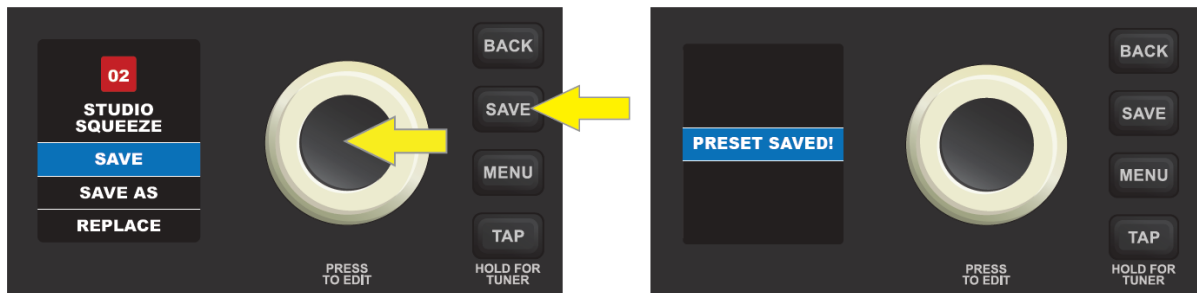 02
STUDIO
SQUEEZE
SAVE
SAVE AS
REPLACE
PRESS
TO EDIT
BACK
SAVE
MENU
TAP
HOLD FOR
TUNER
PRESET SAVED!
PRESS
TO EDIT
BACK
SAVE
MENU
TAP
HOLD FOR
TUNER